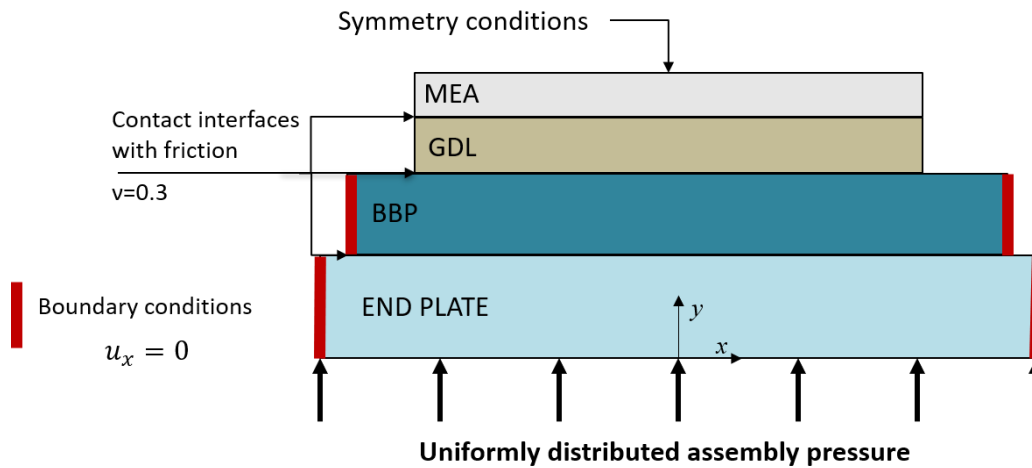 Symmetry conditions
MEA
Contact interfaces
with friction
GDL
ν=0.3
BBP
Boundary conditions
END PLATE
y
u_x = 0
x
Uniformly distributed assembly pressure